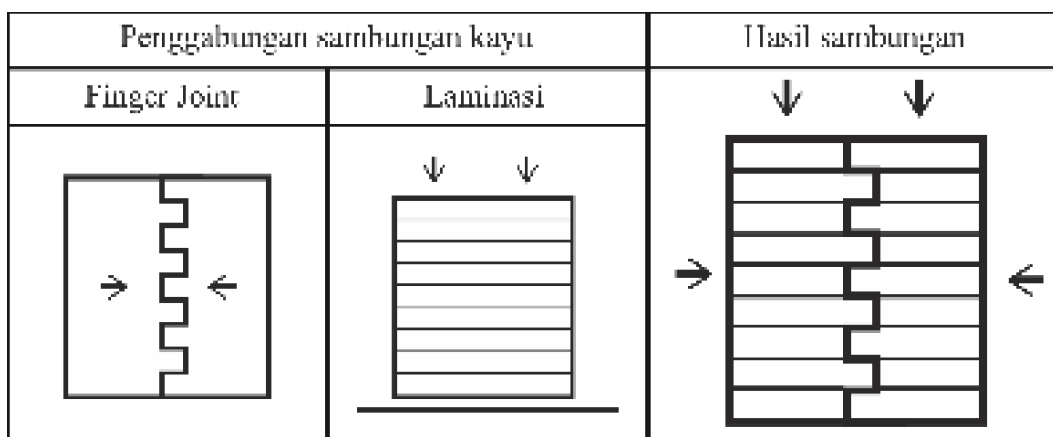 Penggabungan sambungan kayu
Hasil sambungan
Finger Joint
Laminasi